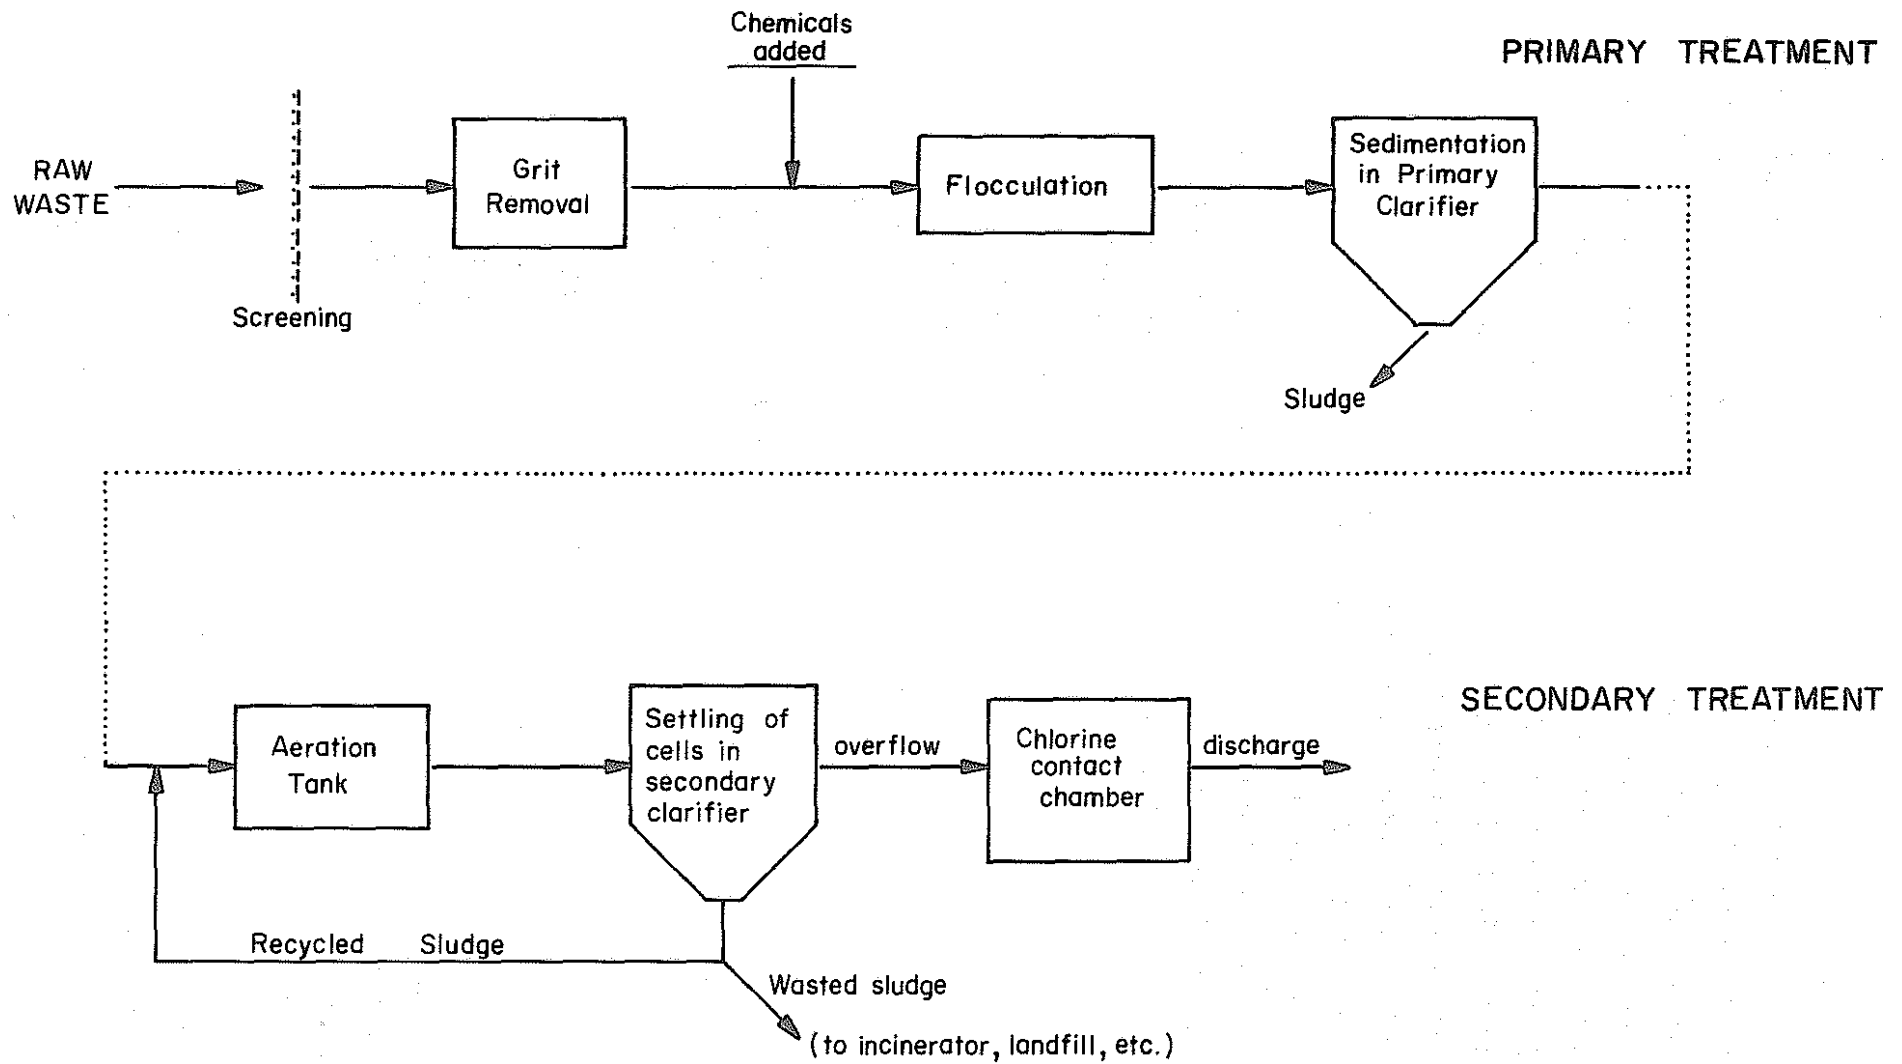 Chemicals
added
PRIMARY TREATMENT
RAW
WASTE
Screening
Grit
Removal
Flocculation
Sedimentation
in Primary
Clarifier
Sludge
SECONDARY TREATMENT
Aeration
Tank
Settling of
cells in
secondary
clarifier
overflow
Chlorine
contact
chamber
discharge
Recycled Sludge
Wasted sludge
(to incinerator, landfill, etc.)